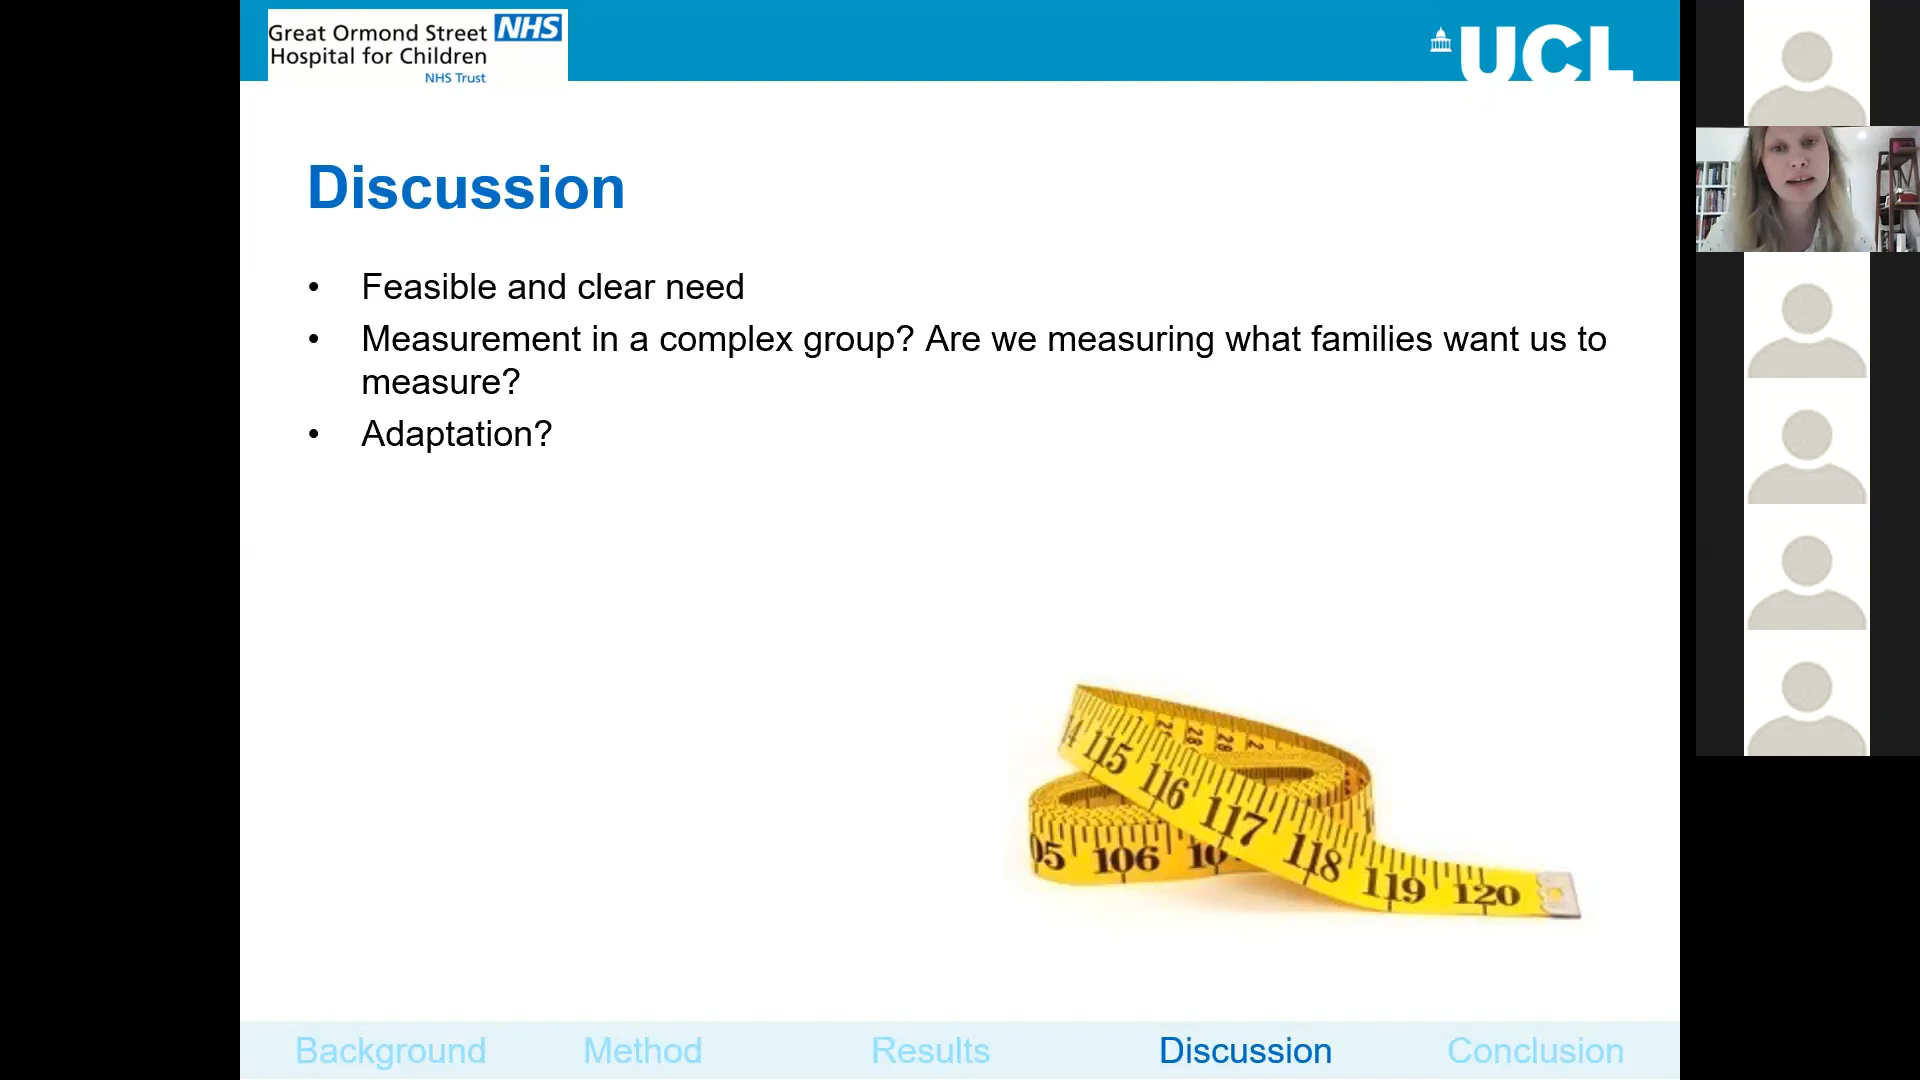 Great Ormond Street NHS
Hospital for Children
NHS Trust
UCL
Discussion
• Feasible and clear need
• Measurement in a complex group? Are we measuring what families want us to
measure?
• Adaptation?
115 116 117 118 119 120
106
Background Method Results Discussion Conclusion